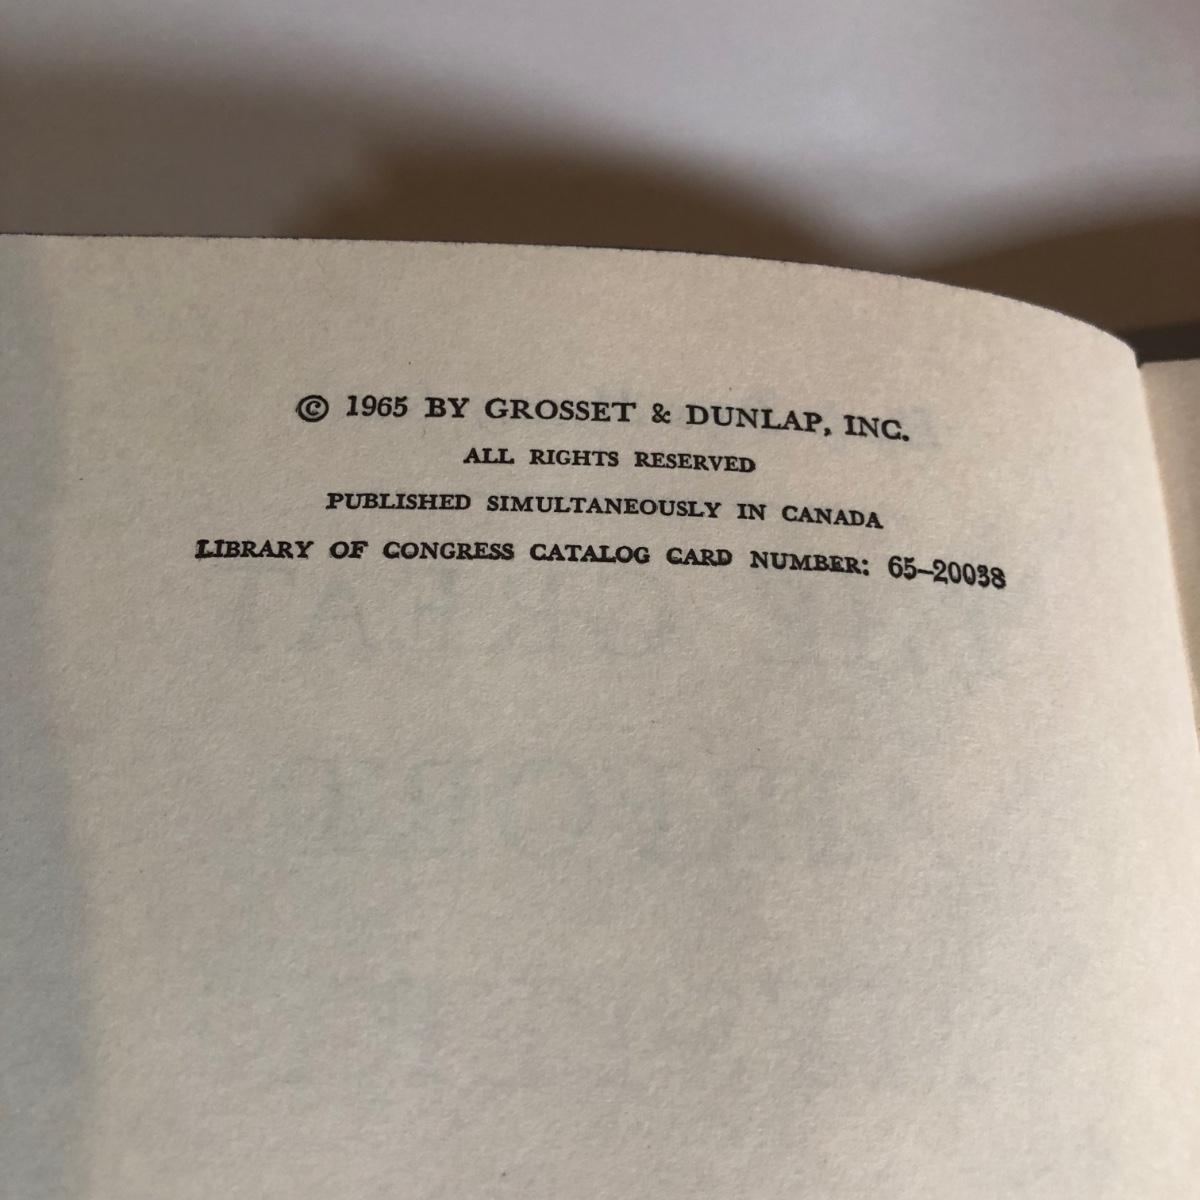 © 1965 BY GROSSET & DUNLAP, INC.
ALL RIGHTS RESERVED
PUBLISHED SIMULTANEOUSLY IN CANADA
LIBRARY OF CONGRESS CATALOG CARD NUMBER: 65–20038